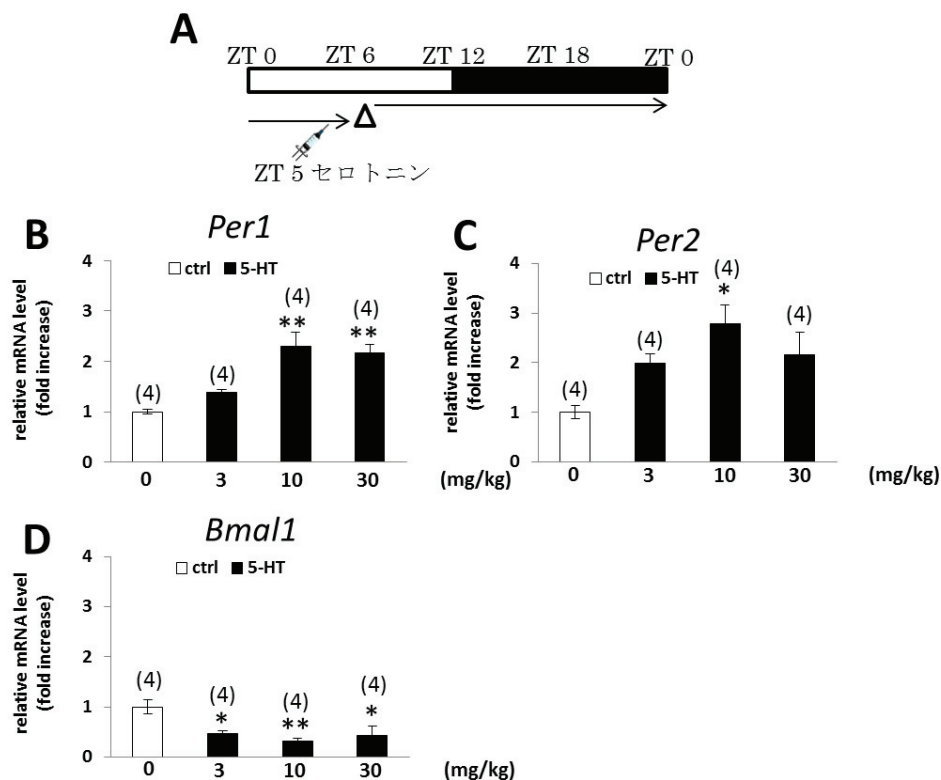 A
ZT 0 ZT 6 ZT 12 ZT 18 ZT 0
Δ
ZT 5 セロトニン
B
Per1
ctrl 5-HT
relative mRNA level
(fold increase)
4
3
2
1
0
(4) (4) (4) (4)
** **
0 3 10 30 (mg/kg)
C
Per2
ctrl 5-HT
relative mRNA level
(fold increase)
4
3
2
1
0
(4) (4) (4) (4)
*
0 3 10 30 (mg/kg)
D
Bmal1
ctrl 5-HT
relative mRNA level
(fold increase)
4
3
2
1
0
(4) (4) (4) (4)
* ** *
0 3 10 30 (mg/kg)